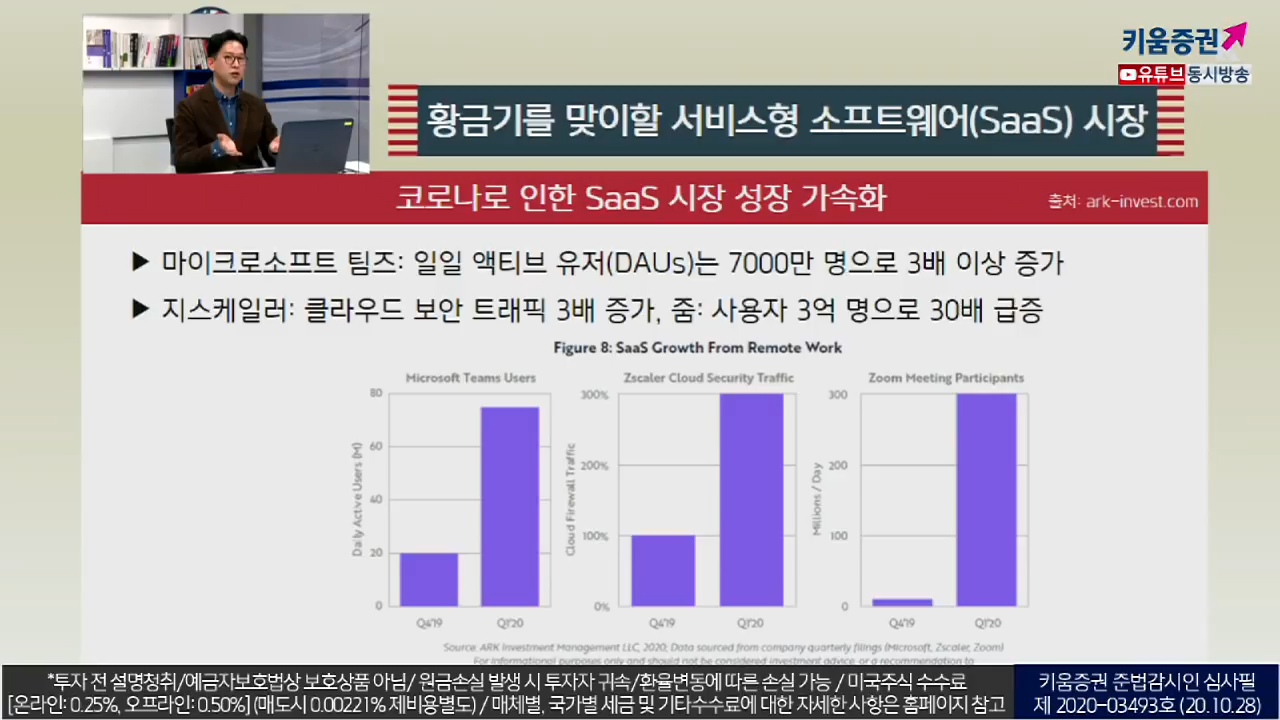 키움증권
유튜브 동시방송
황금기를 맞이할 서비스형 소프트웨어(SaaS) 시장
코로나로 인한 SaaS 시장 성장 가속화
출처: ark-invest.com
▶ 마이크로소프트 팀즈: 일일 액티브 유저(DAUs)는 7000만 명으로 3배 이상 증가
▶ 지스케일러: 클라우드 보안 트래픽 3배 증가, 줌: 사용자 3억 명으로 30배 급증
Figure 8: SaaS Growth From Remote Work
Microsoft Teams Users
Daily Active Users (M)
80
60
40
20
0
Q4'19 Q1'20
Zscaler Cloud Security Traffic
Cloud Firewall Traffic
300%
200%
100%
0%
Q4'19 Q1'20
Zoom Meeting Participants
Millions / Day
300
200
100
0
Q4'19 Q1'20
Source: ARK Investment Management LLC, 2020; Data sourced from company quarterly filings (Microsoft, Zscaler, Zoom)
For informational purposes only and should not be considered investment advice, or a recommendation to
*투자 전 설명청취/예금자보호법상 보호상품 아님/ 원금손실 발생 시 투자자 귀속/환율변동에 따른 손실 가능 / 미국주식 수수료
[온라인: 0.25%, 오프라인: 0.50%] (매도시 0.00221% 제비용별도) / 매체별, 국가별 세금 및 기타수수료에 대한 자세한 사항은 홈페이지 참고
키움증권 준법감시인 심사필
제 2020-03493호 (20.10.28)